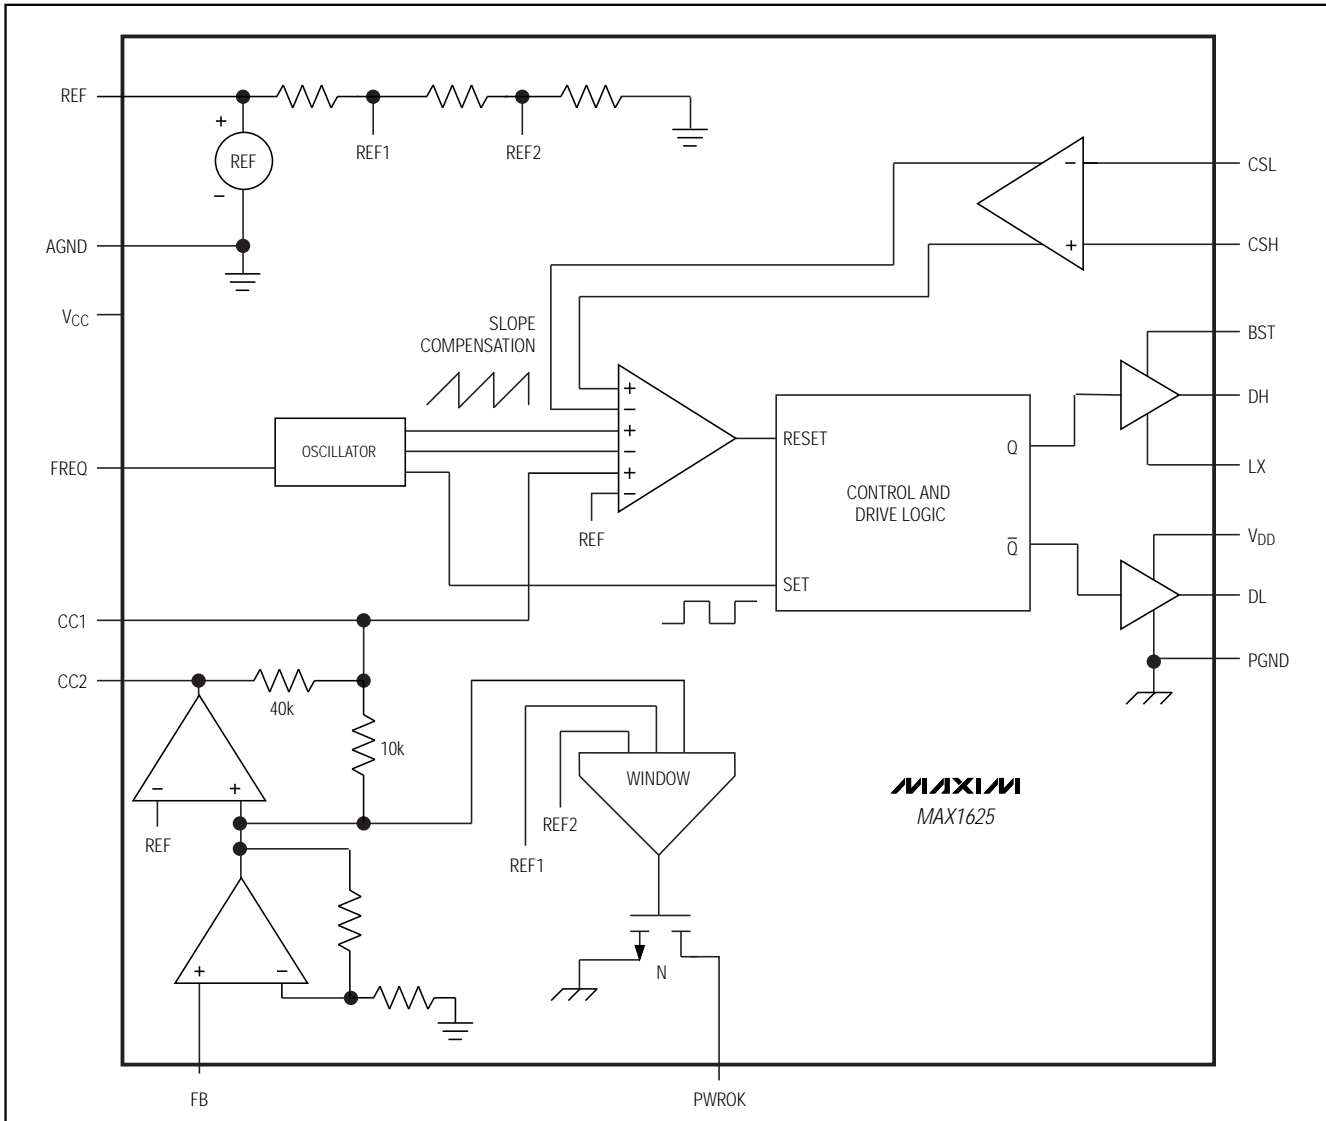 REF
REF1
REF2
REF
+
−
AGND
VCC
CSL
CSH
−
+
SLOPE
COMPENSATION
BST
DH
LX
FREQ
OSCILLATOR
+
−
+
−
+
−
REF
RESET
SET
Q
Q̅
CONTROL AND
DRIVE LOGIC
VDD
DL
PGND
CC1
CC2
40k
10k
−
+
REF
WINDOW
REF2
REF1
MAXIM
MAX1625
+
−
N
FB
PWROK